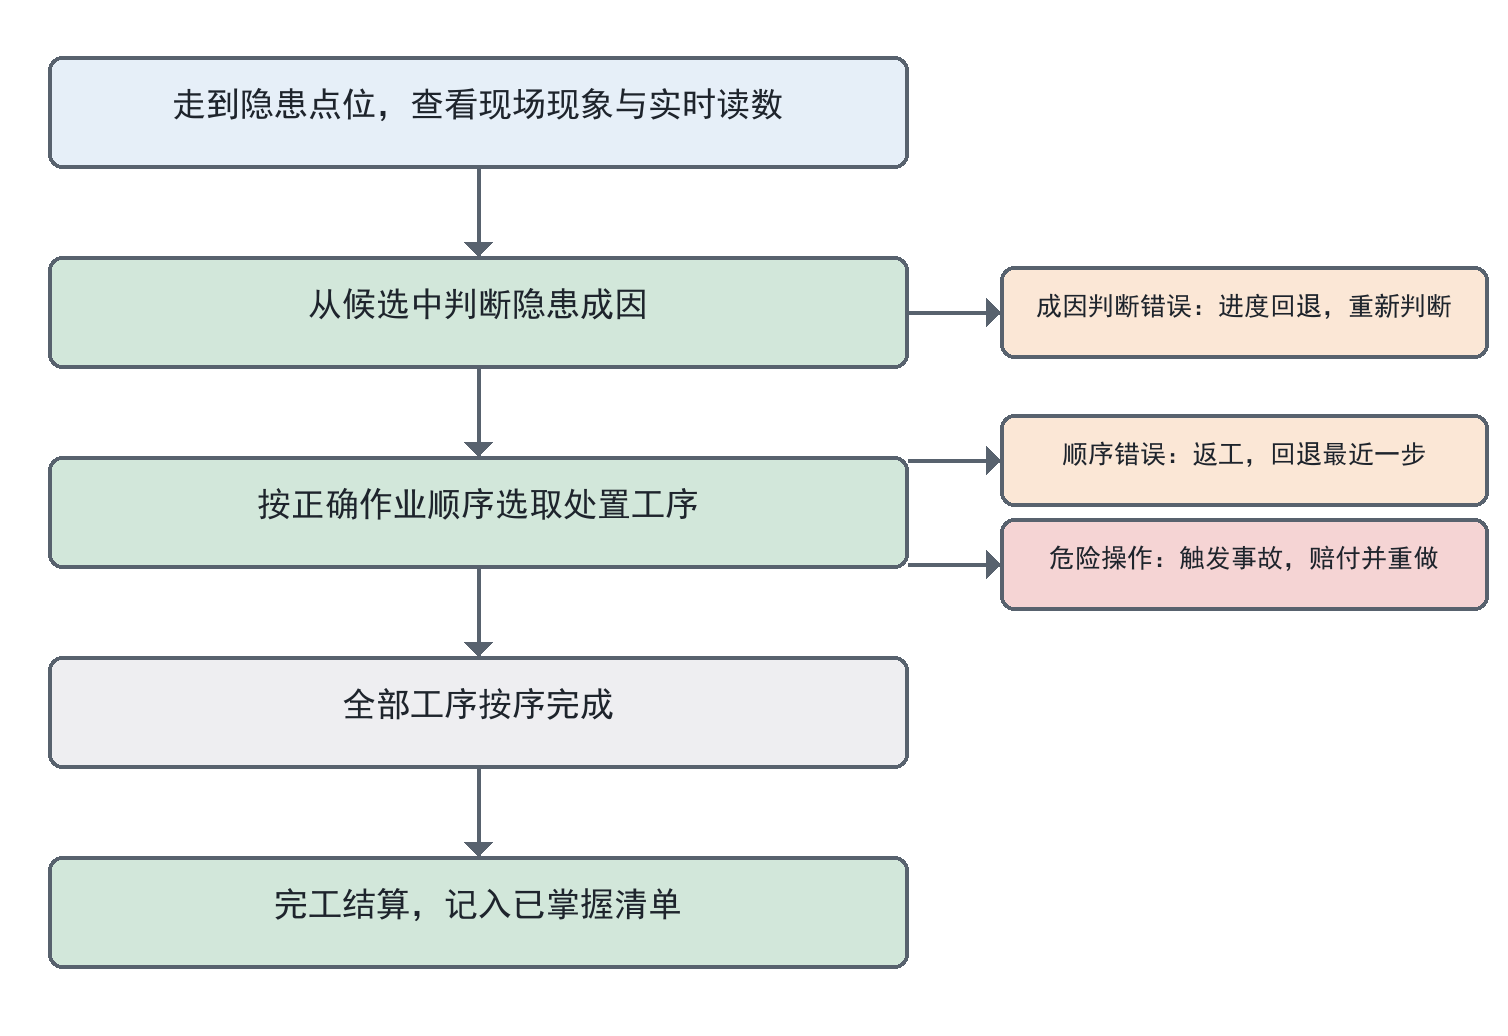 走到隐患点位，查看现场现象与实时读数
从候选中判断隐患成因
成因判断错误：进度回退，重新判断
按正确作业顺序选取处置工序
顺序错误：返工，回退最近一步
危险操作：触发事故，赔付并重做
全部工序按序完成
完工结算，记入已掌握清单